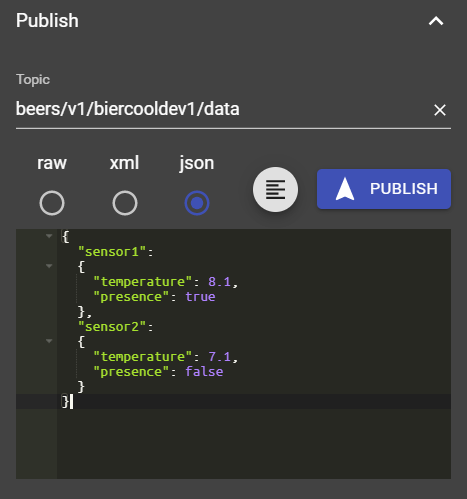 Publish
Topic
beers/v1/biercooldev1/data
raw xml json
PUBLISH
{
  "sensor1":
  {
    "temperature": 8.1,
    "presence": true
  },
  "sensor2":
  {
    "temperature": 7.1,
    "presence": false
  }
}